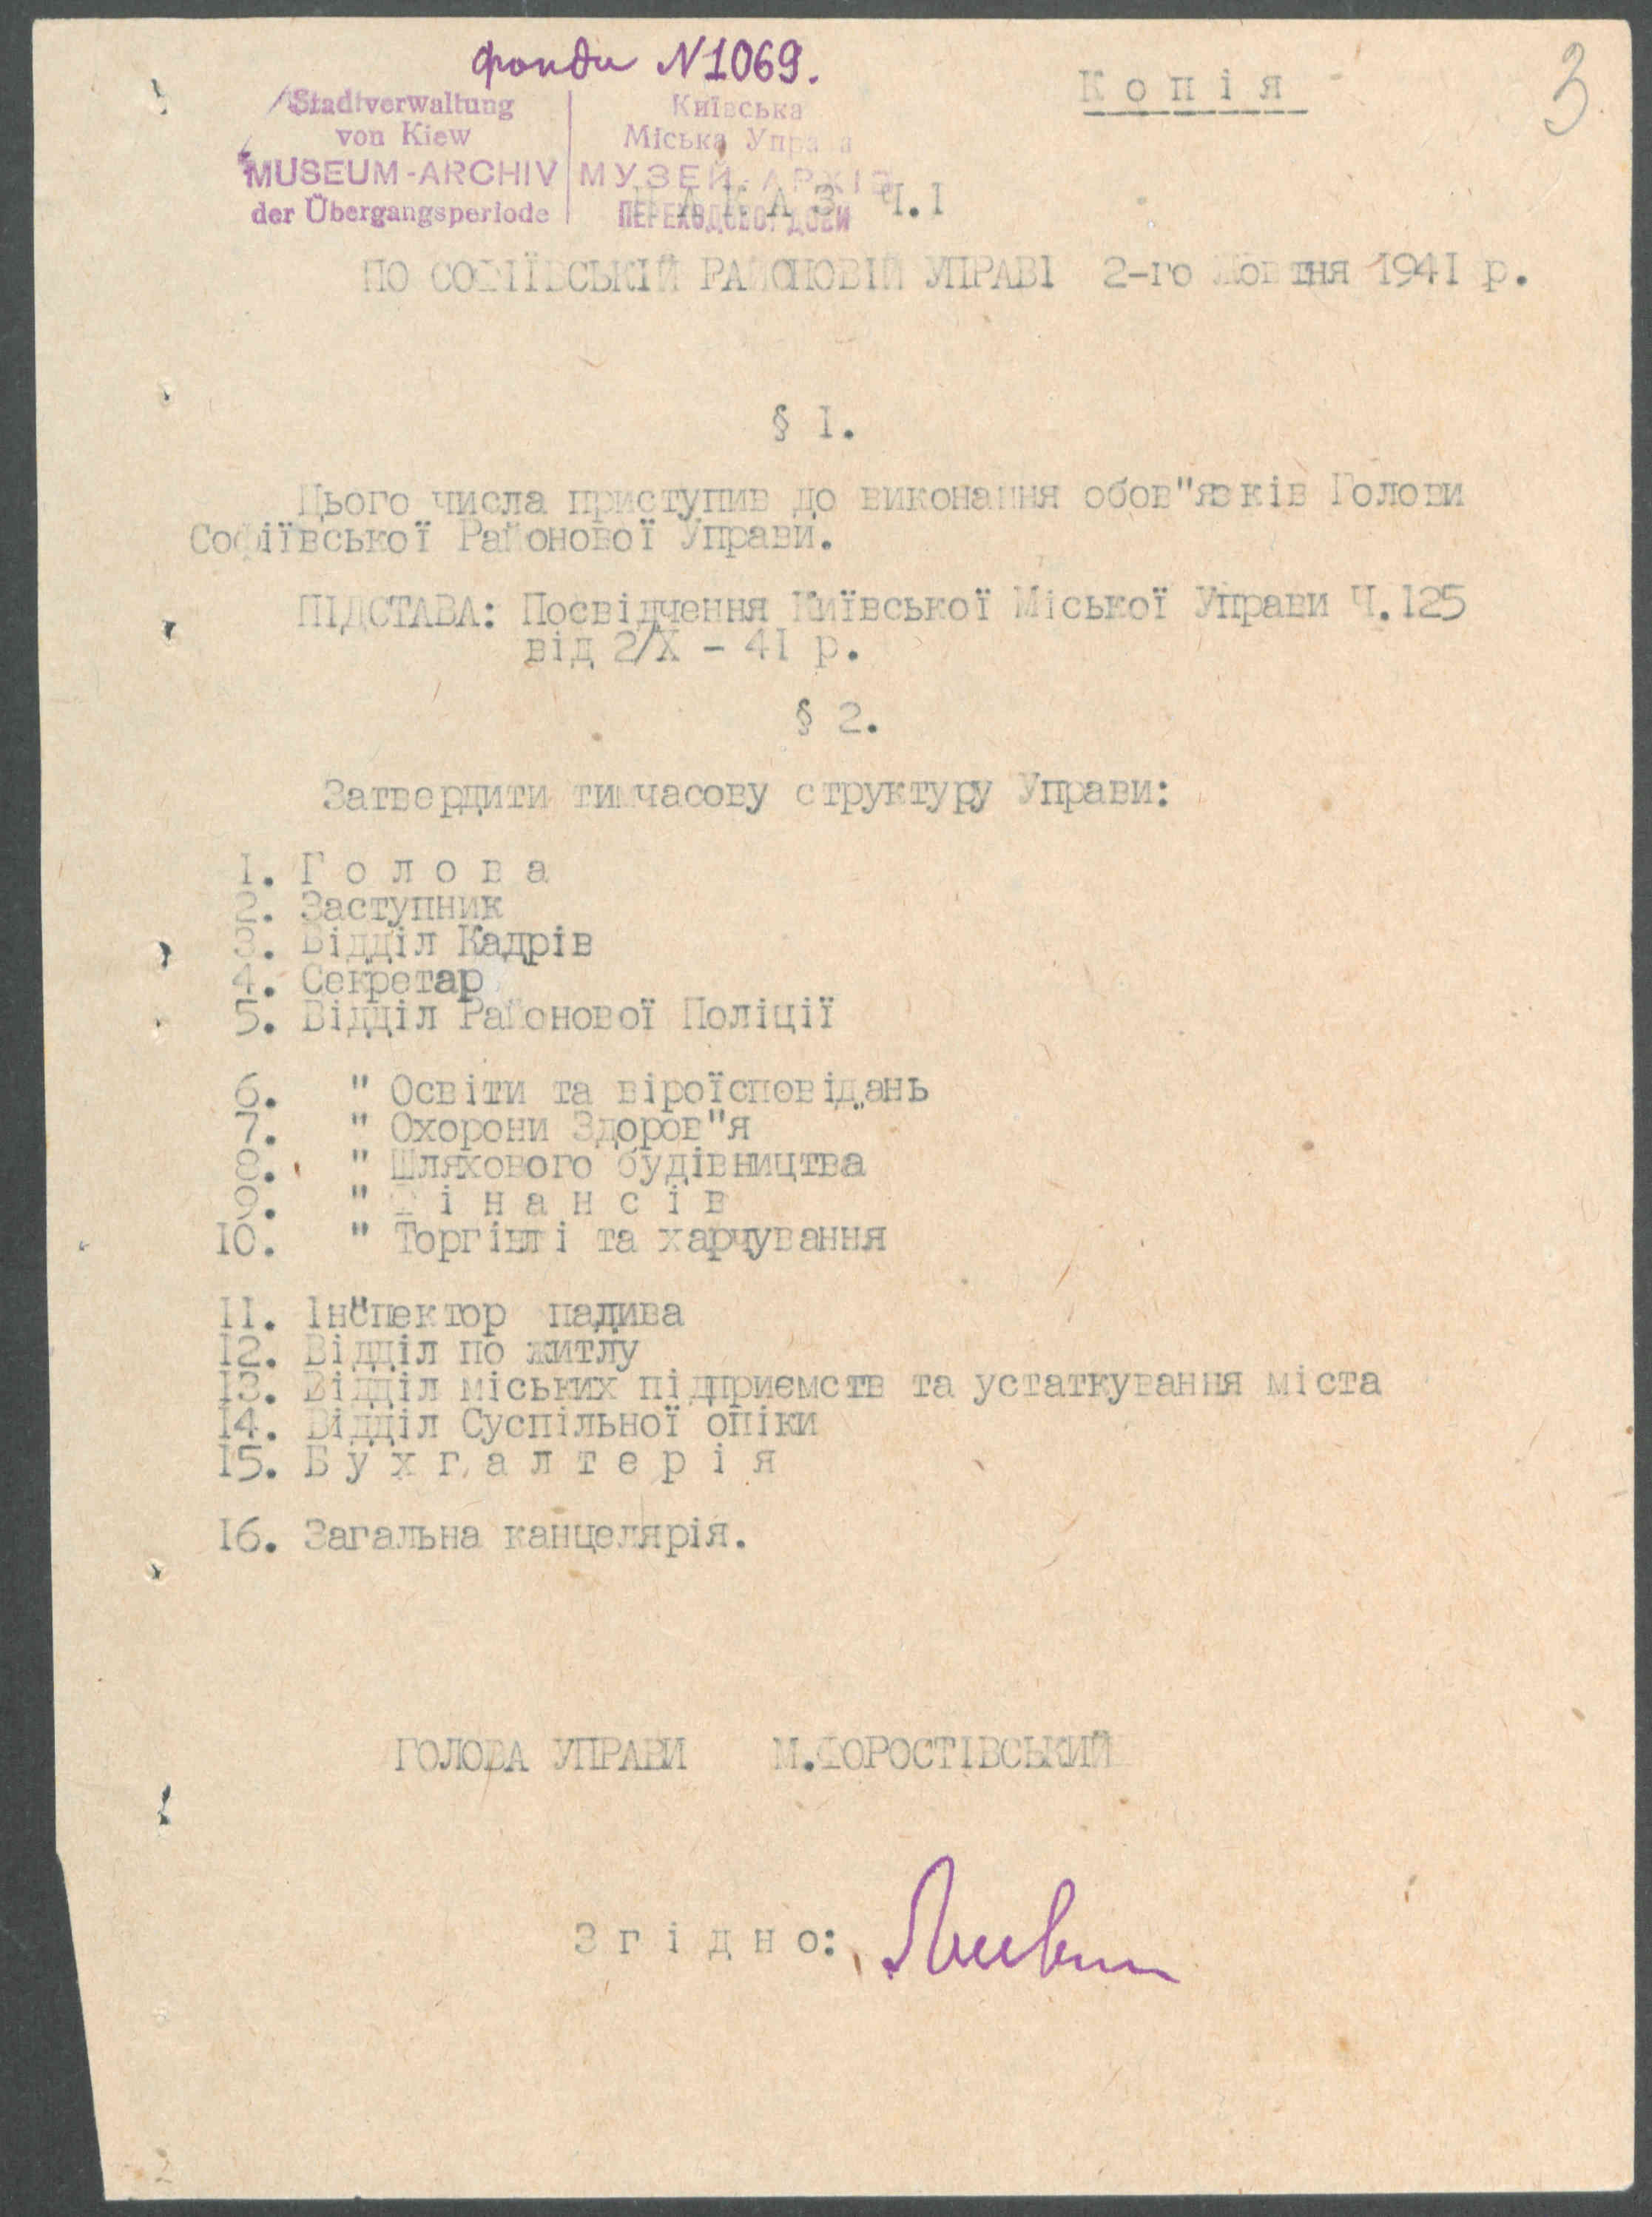 фонди N1069.
Копія
3
Stadtverwaltung
von Kiew
MUSEUM-ARCHIV
der Übergangsperiode
Київська
Міська Управа
МУЗЕЙ-АРХІВ
ПЕРЕХОДОВОЇ ДОБИ
НАКАЗ Ч.І
ПО СОФІЇВСЬКІЙ РАЙОНОВІЙ УПРАВІ 2-го Жовтня 1941 р.
§ 1.
Цього числа приступив до виконання обов"язків Голови
Софіївської Районової Управи.
ПІДСТАВА: Посвідчення Київської Міської Управи Ч.125
від 2/X - 41 р.
§ 2.
Затвердити тимчасову структуру Управи:
1. Голова
2. Заступник
3. Відділ Кадрів
4. Секретар
5. Відділ Районової Поліції
6. " Освіти та віроїсповідань
7. " Охорони Здоров"я
8. " Шляхового будівництва
9. " Фінансів
10. " Торгівлі та харчування
11. Інспектор палива
12. Відділ по житлу
13. Відділ міських підприємств та устаткування міста
14. Відділ Суспільної опіки
15. Бухгалтерія
16. Загальна канцелярія.
ГОЛОВА УПРАВИ М.ФОРОСТІВСЬКИЙ
Згідно: